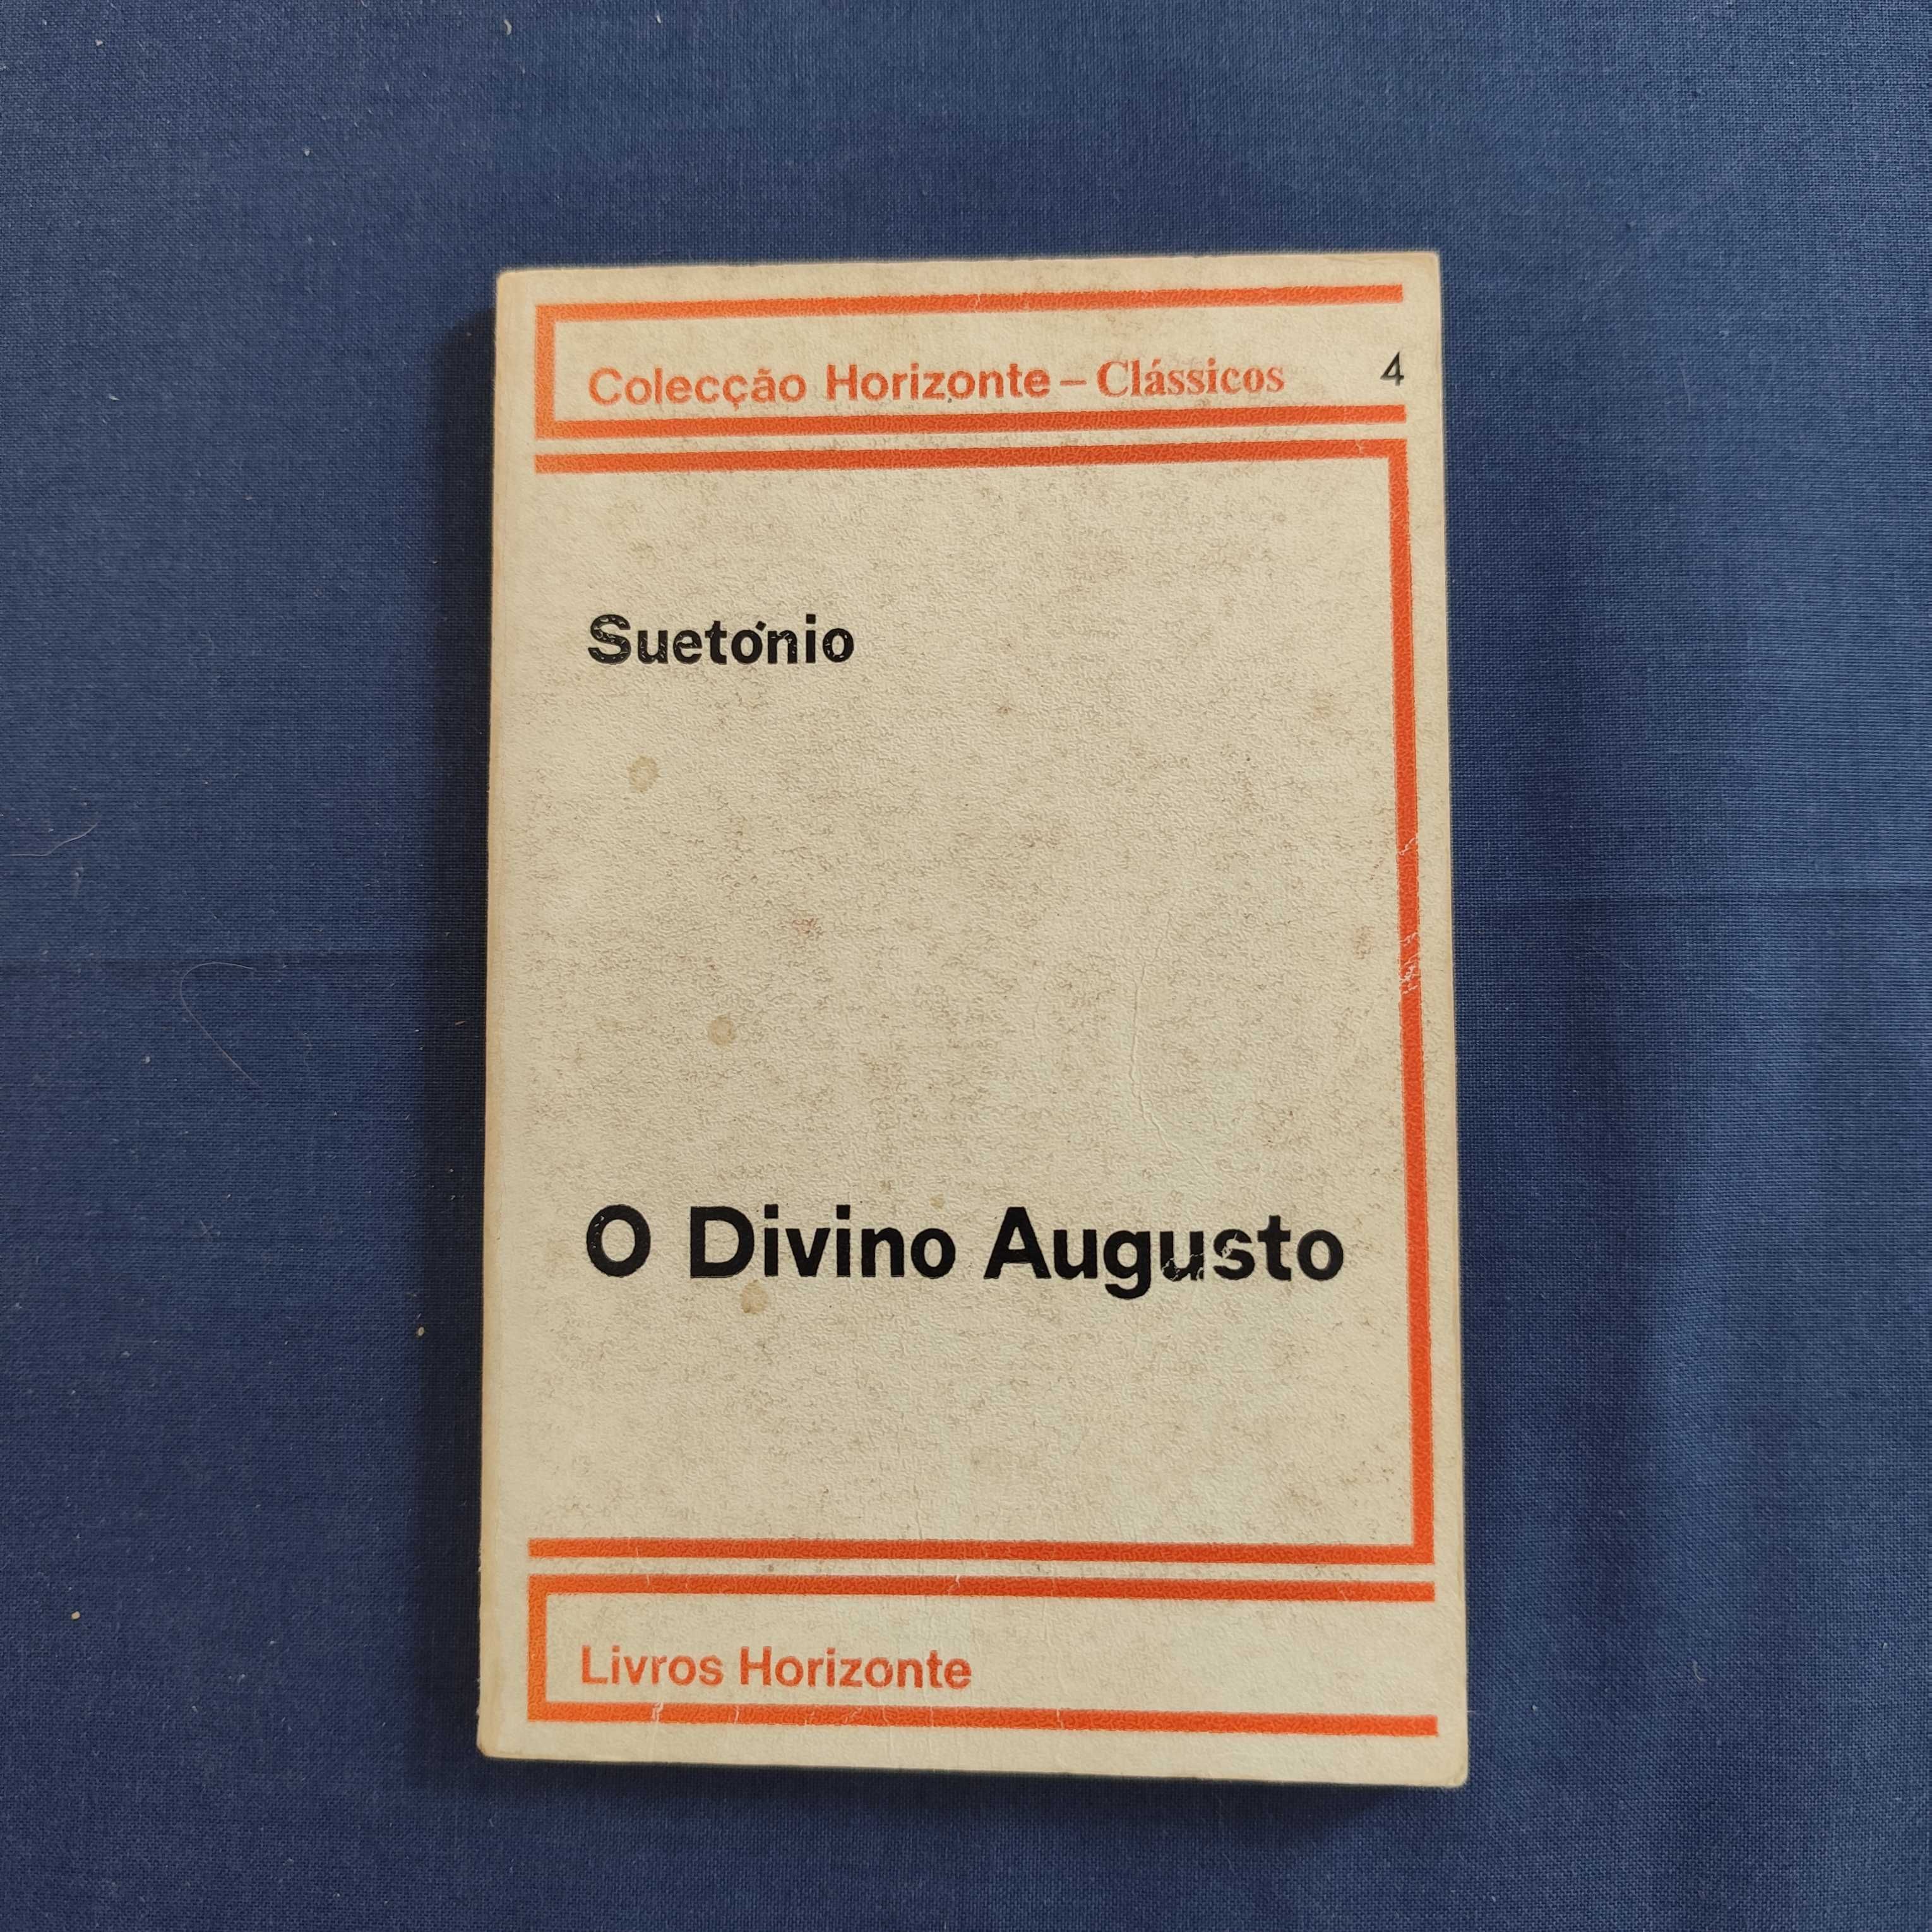 Colecção Horizonte – Clássicos 4
Suetónio
O Divino Augusto
Livros Horizonte